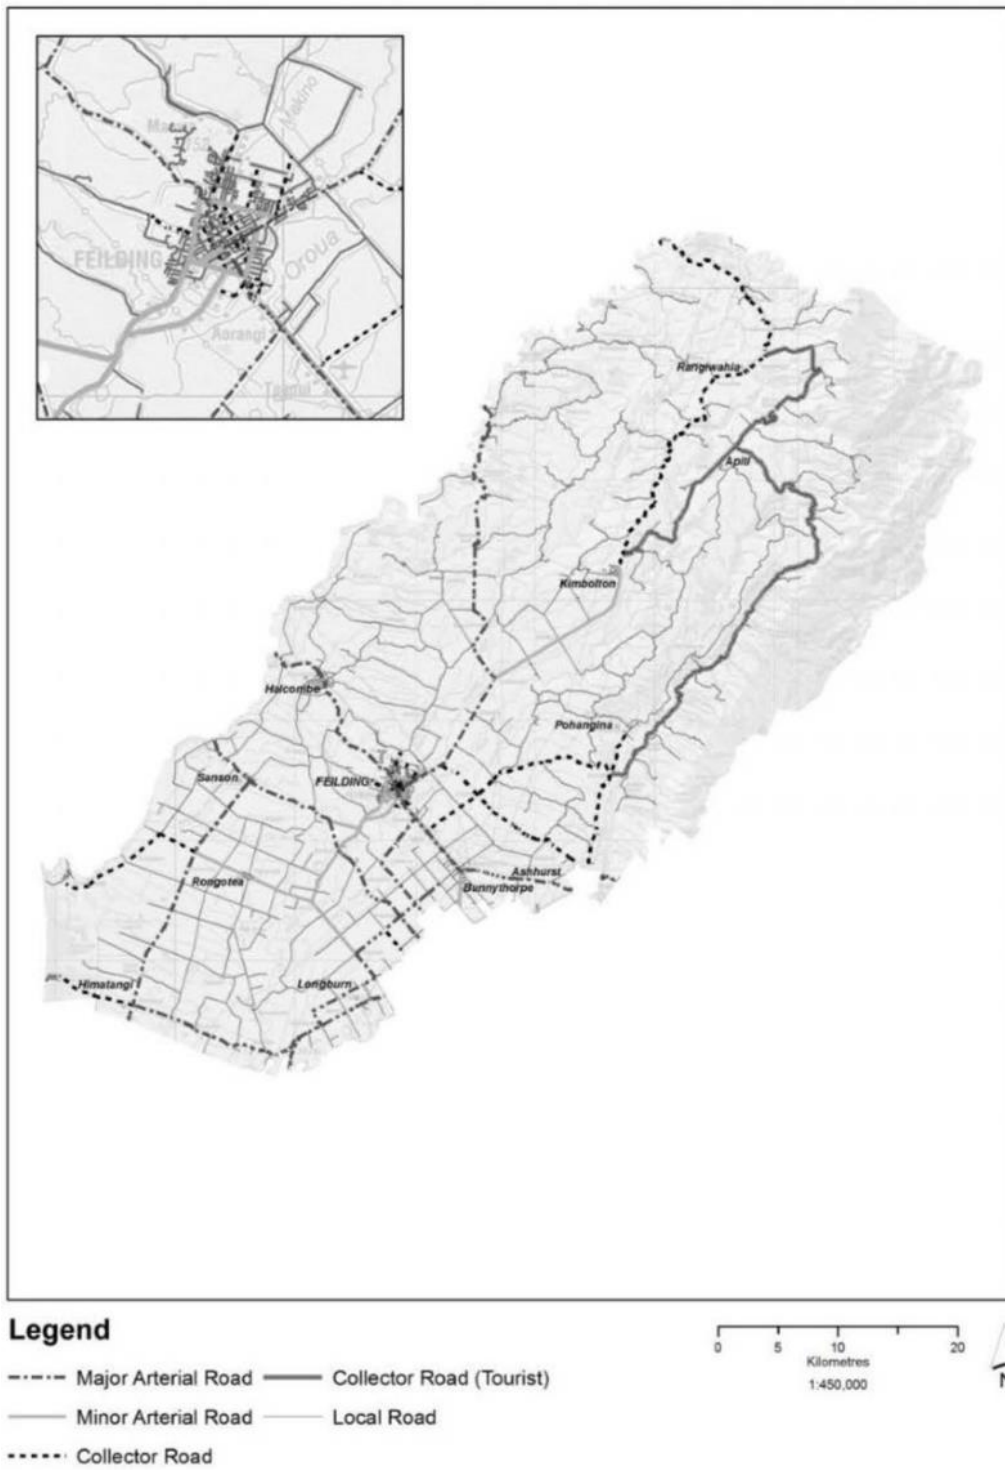 Makino
FEILDING
Oroua
Aorangi
Rangiwahia
Apiti
Kimbolton
Halcombe
Pohangina
Sanson
FEILDING
Ashhurst
Rongotea
Bunnythorpe
Himatangi
Longburn
Legend
Major Arterial Road
Collector Road (Tourist)
Minor Arterial Road
Local Road
Collector Road
0 5 10 20
Kilometres
1:450,000
N